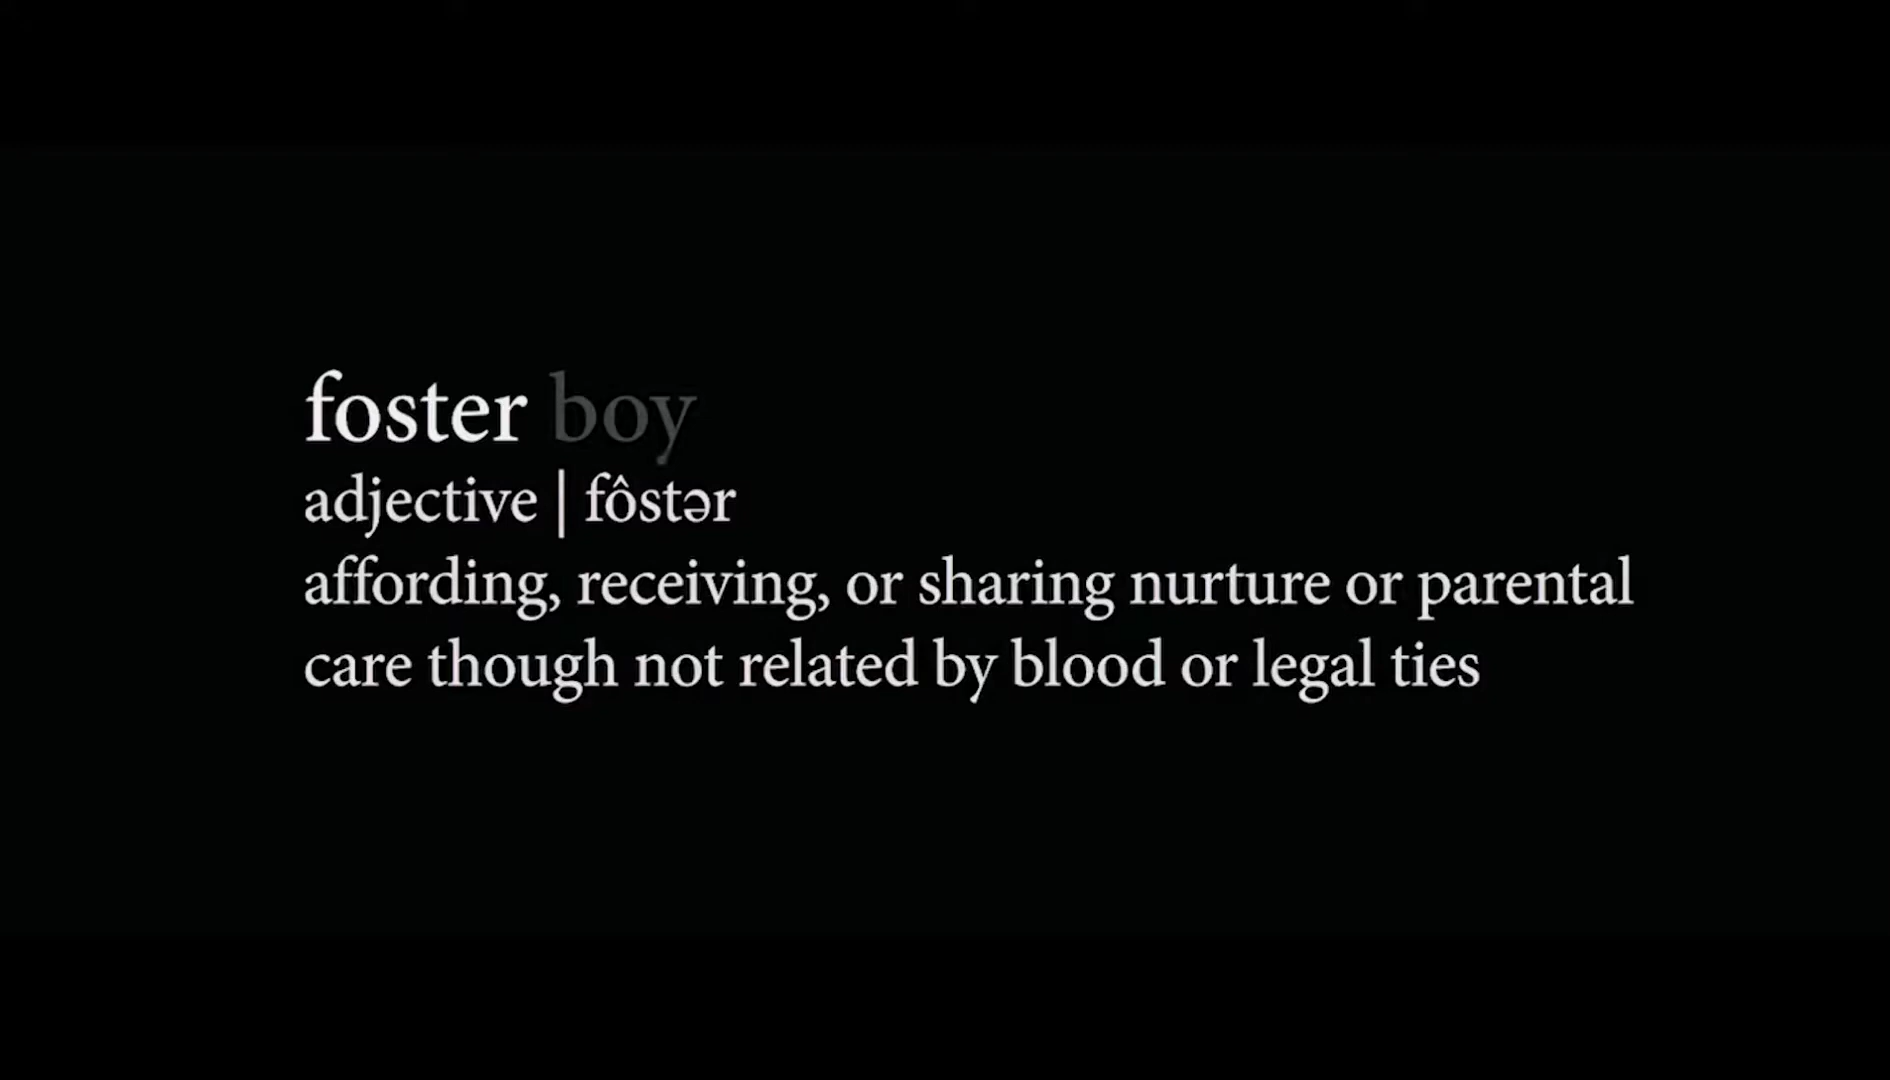 foster boy
adjective | fôstər
affording, receiving, or sharing nurture or parental
care though not related by blood or legal ties